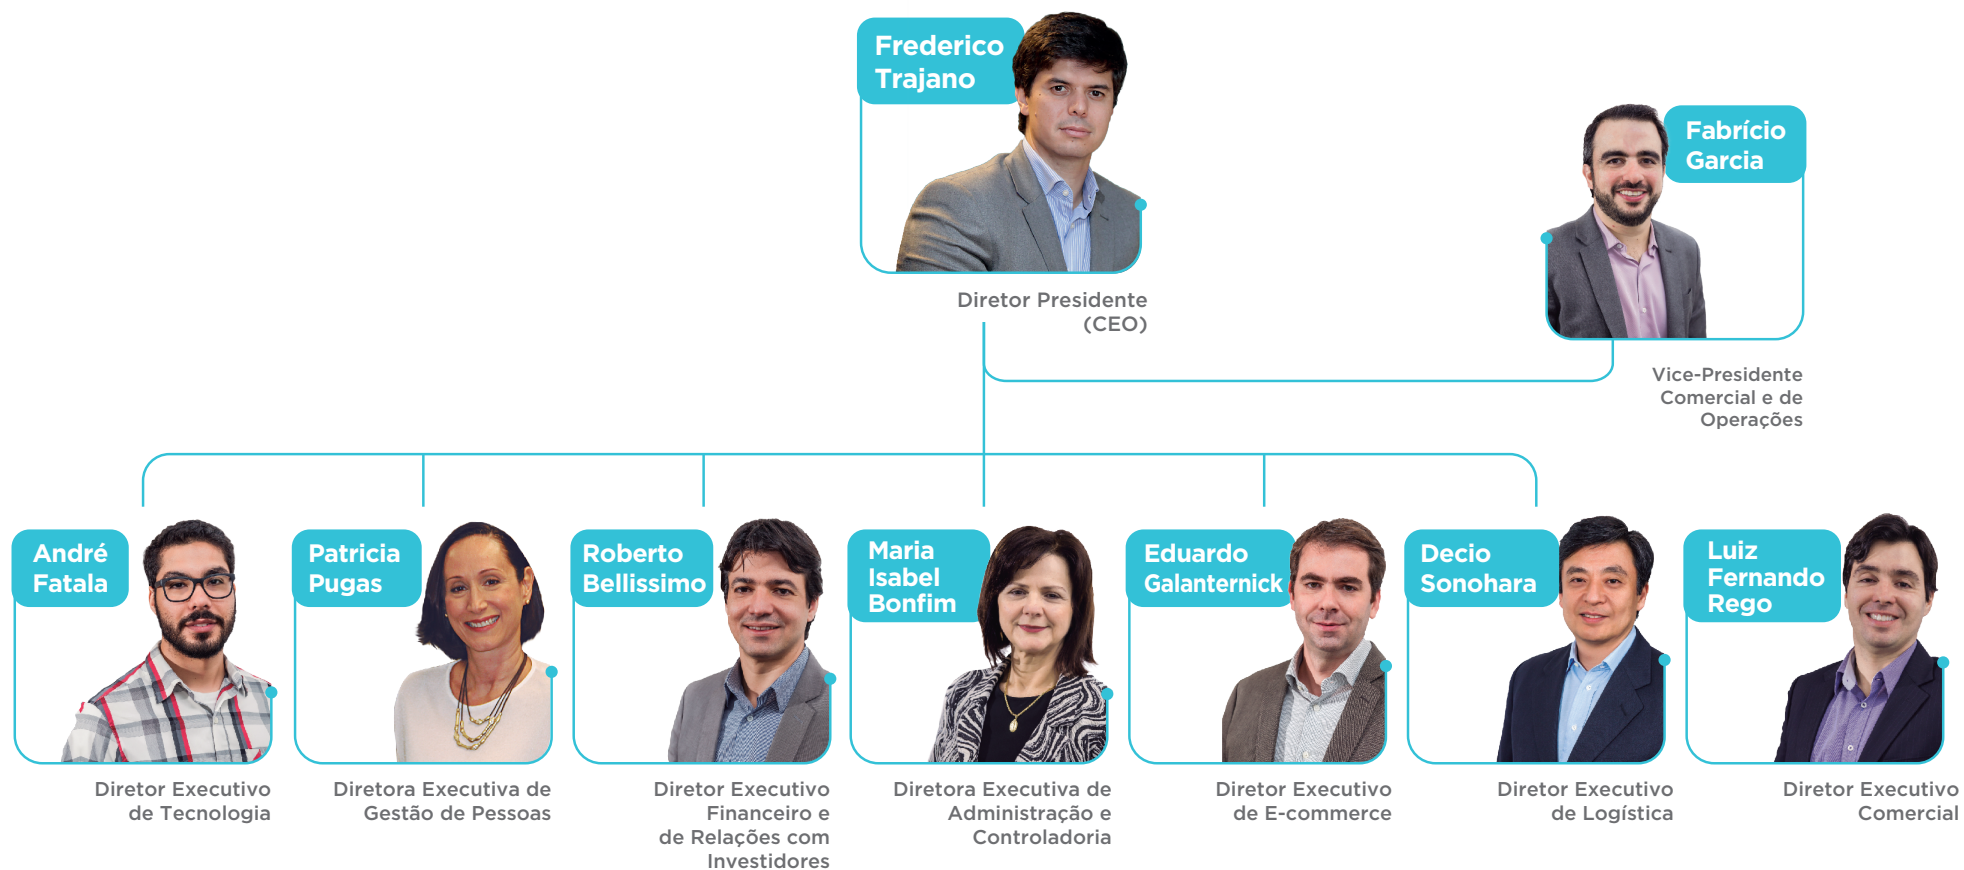 Frederico
Trajano
Diretor Presidente
(CEO)
Fabrício
Garcia
Vice-Presidente
Comercial e de
Operações
André
Fatala
Diretor Executivo
de Tecnologia
Patricia
Pugas
Diretora Executiva de
Gestão de Pessoas
Roberto
Bellissimo
Diretor Executivo
Financeiro e
de Relações com
Investidores
Maria
Isabel
Bonfim
Diretora Executiva de
Administração e
Controladoria
Eduardo
Galanternick
Diretor Executivo
de E-commerce
Decio
Sonohara
Diretor Executivo
de Logística
Luiz
Fernando
Rego
Diretor Executivo
Comercial